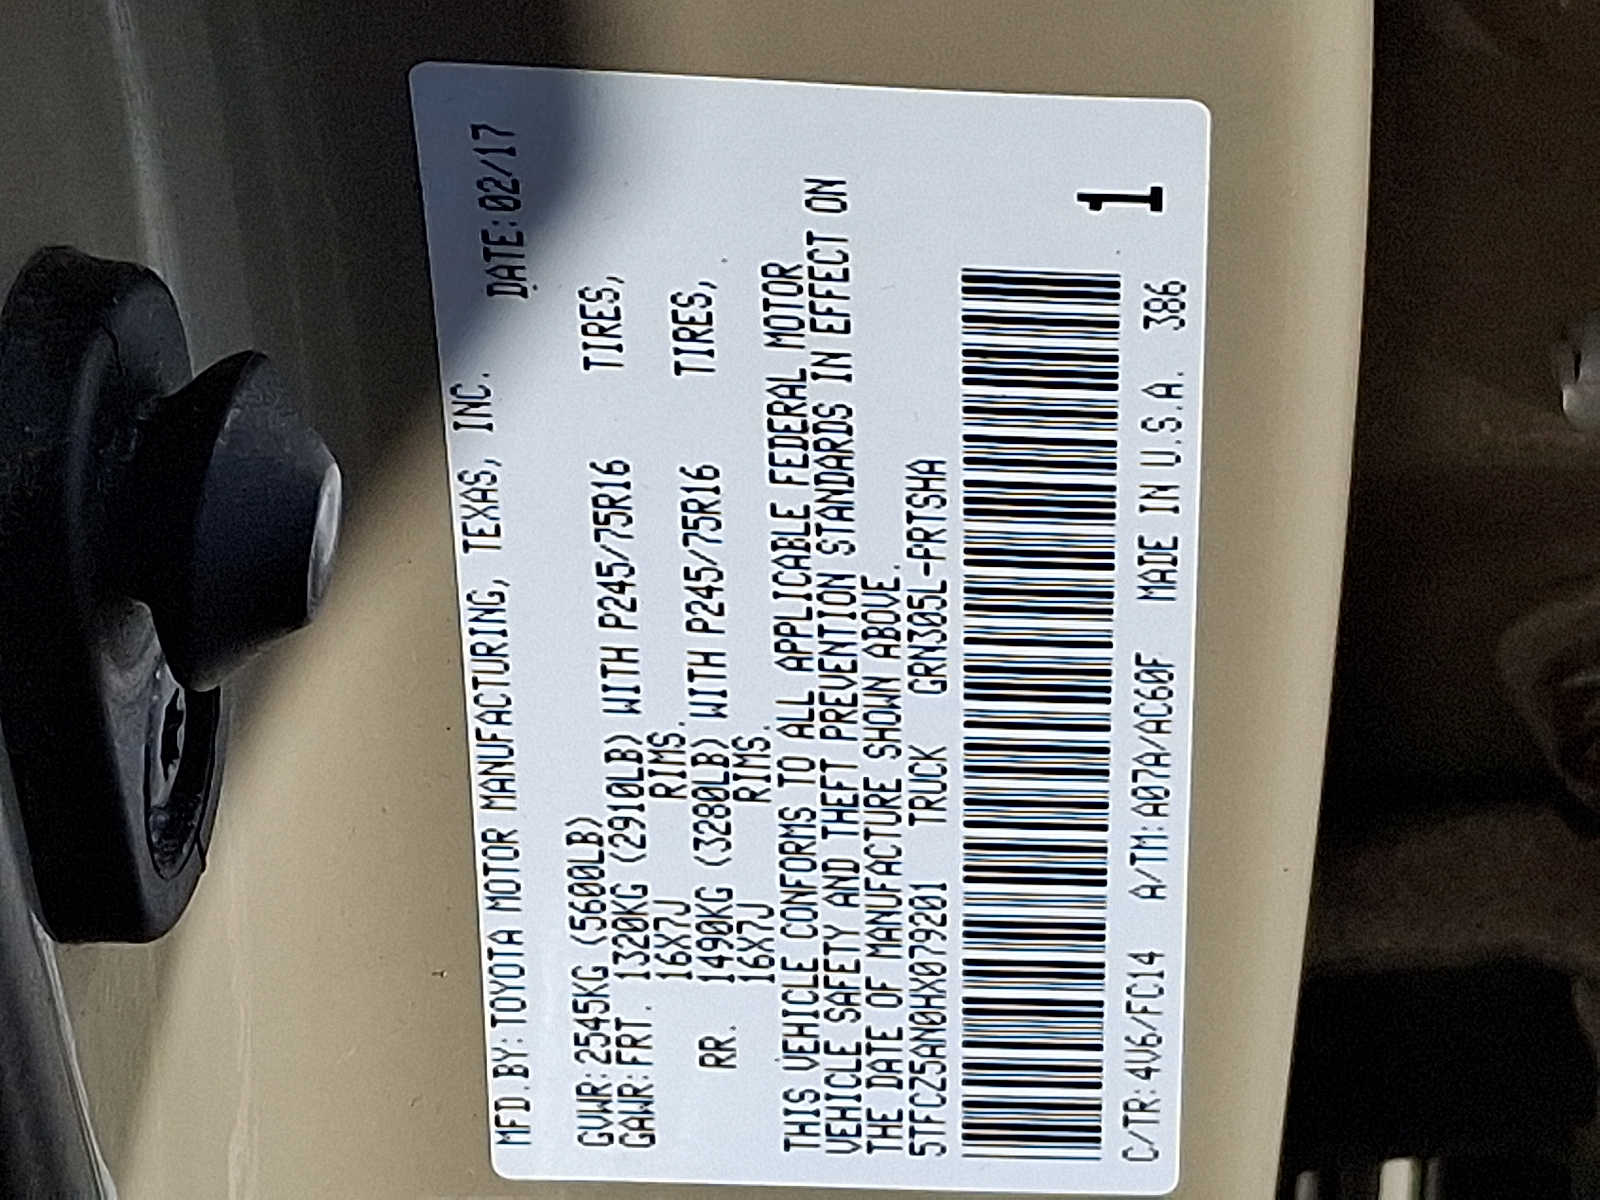 MFD.BY:TOYOTA MOTOR MANUFACTURING, TEXAS, INC.
DATE:02/17
GVWR:2545KG (5600LB)
GAWR:FRT. 1320KG (2910LB) WITH P245/75R16 TIRES,
16X7J RIMS.
RR. 1490KG (3280LB) WITH P245/75R16 TIRES,
16X7J RIMS.
THIS VEHICLE CONFORMS TO ALL APPLICABLE FEDERAL MOTOR
VEHICLE SAFETY AND THEFT PREVENTION STANDARDS IN EFFECT ON
THE DATE OF MANUFACTURE SHOWN ABOVE.
5TFCZ5AN0HX079201 TRUCK GRN305L-PRTSHA
1
C/TR:4V6/FC14 A/TM:A07A/AC60F MADE IN U.S.A. 386